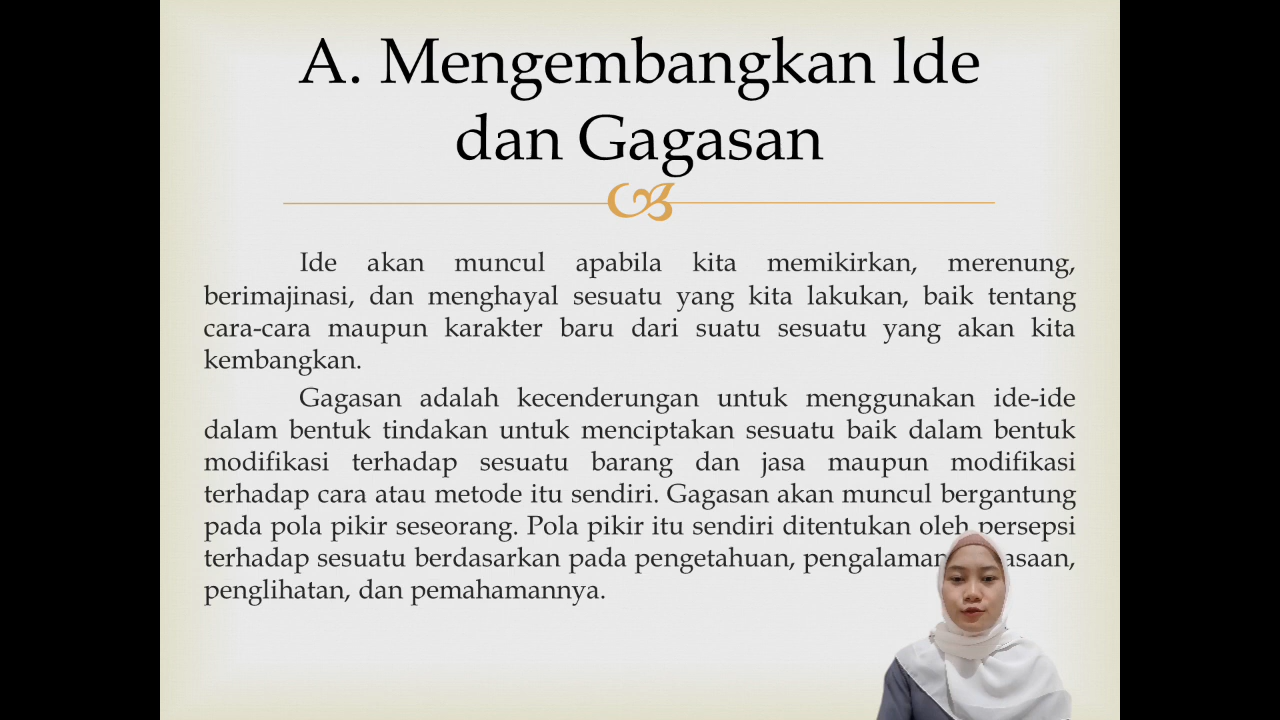 A. Mengembangkan lde
dan Gagasan
Ide akan muncul apabila kita memikirkan, merenung,
berimajinasi, dan menghayal sesuatu yang kita lakukan, baik tentang
cara-cara maupun karakter baru dari suatu sesuatu yang akan kita
kembangkan.
Gagasan adalah kecenderungan untuk menggunakan ide-ide
dalam bentuk tindakan untuk menciptakan sesuatu baik dalam bentuk
modifikasi terhadap sesuatu barang dan jasa maupun modifikasi
terhadap cara atau metode itu sendiri. Gagasan akan muncul bergantung
pada pola pikir seseorang. Pola pikir itu sendiri ditentukan oleh persepsi
terhadap sesuatu berdasarkan pada pengetahuan, pengalaman
penglihatan, dan pemahamannya.